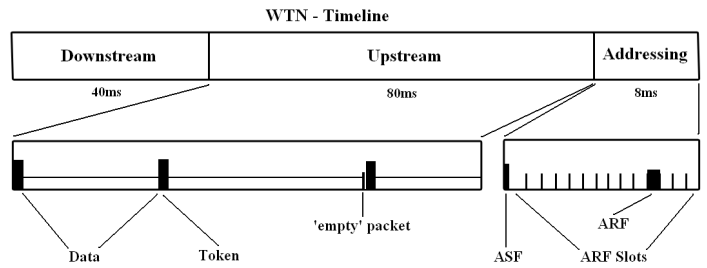 WTN - Timeline
Downstream Upstream Addressing
40ms 80ms 8ms
'empty' packet ARF
Data Token ASF ARF Slots